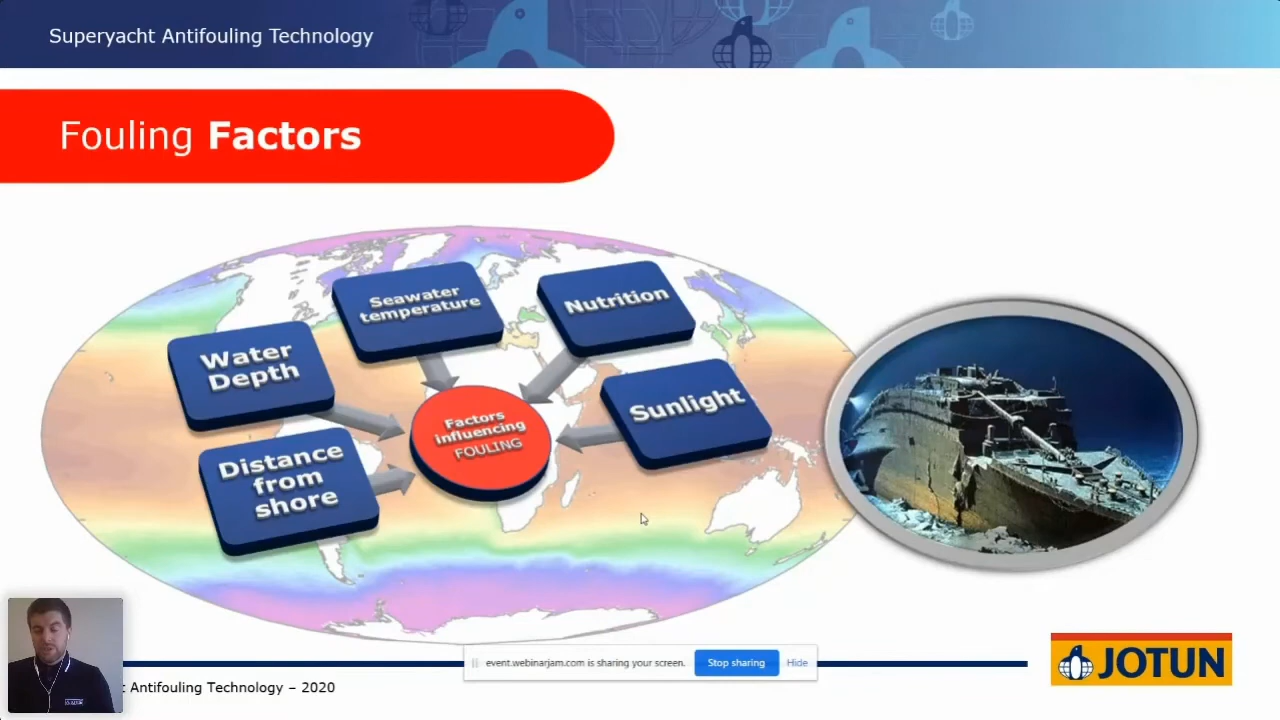 Superyacht Antifouling Technology
Fouling Factors
Seawater
temperature
Nutrition
Water
Depth
Sunlight
Factors
influencing
FOULING
Distance
from
shore
event.webinarjam.com is sharing your screen.
Stop sharing
Hide
JOTUN
t Antifouling Technology – 2020